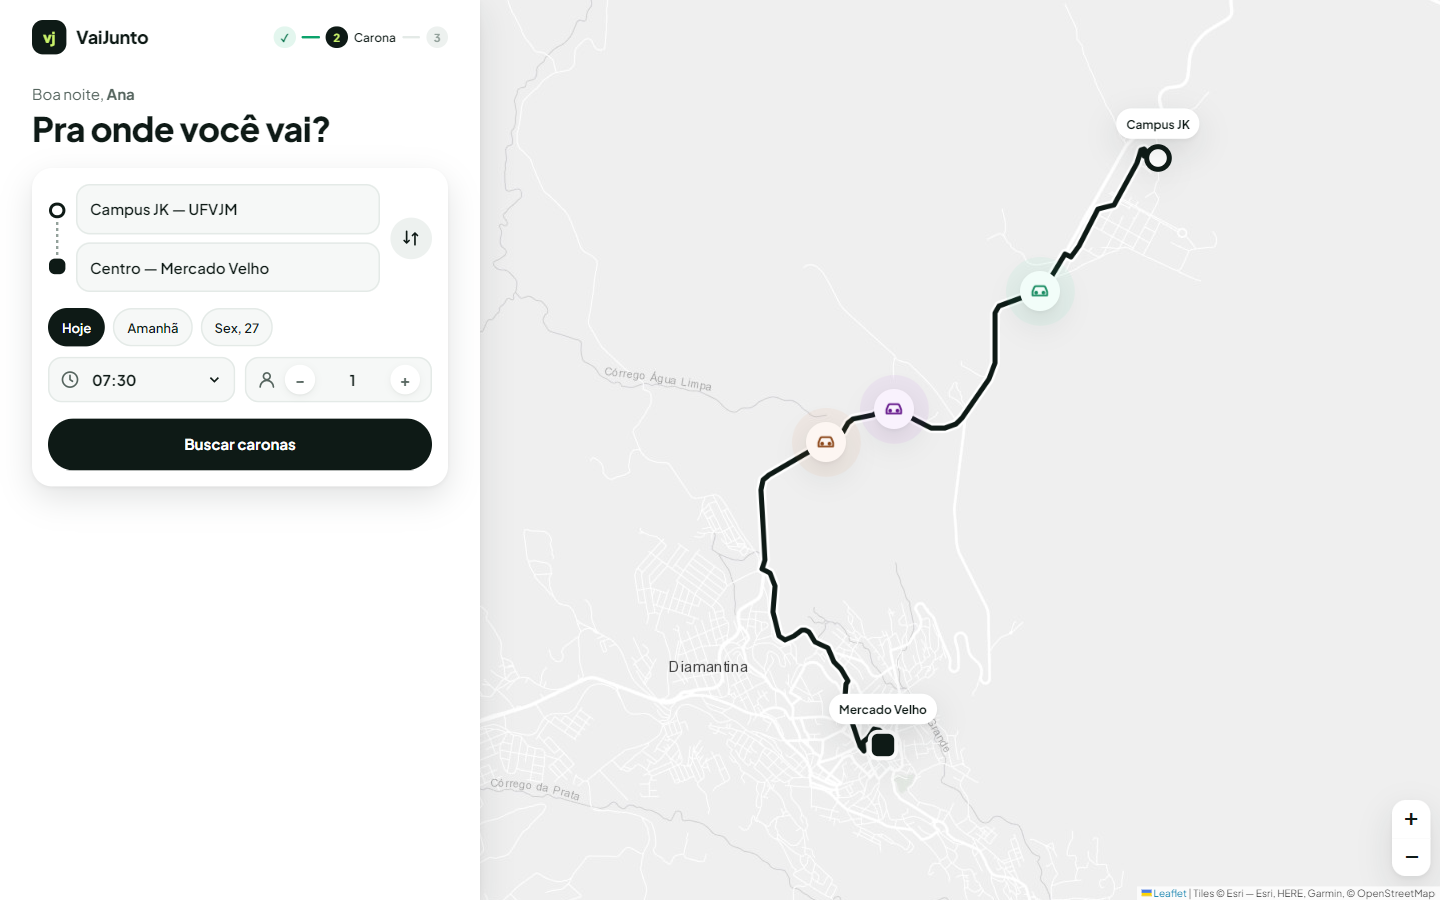 vj VaiJunto
✓ 2 Carona 3
Boa noite, Ana
Pra onde você vai?
Campus JK — UFVJM
Centro — Mercado Velho
Hoje Amanhã Sex, 27
07:30 − 1 +
Buscar caronas
Campus JK
Córrego Água Limpa
Diamantina
Mercado Velho
Grande
Córrego da Prata
+
−
Leaflet | Tiles © Esri — Esri, HERE, Garmin, © OpenStreetMap